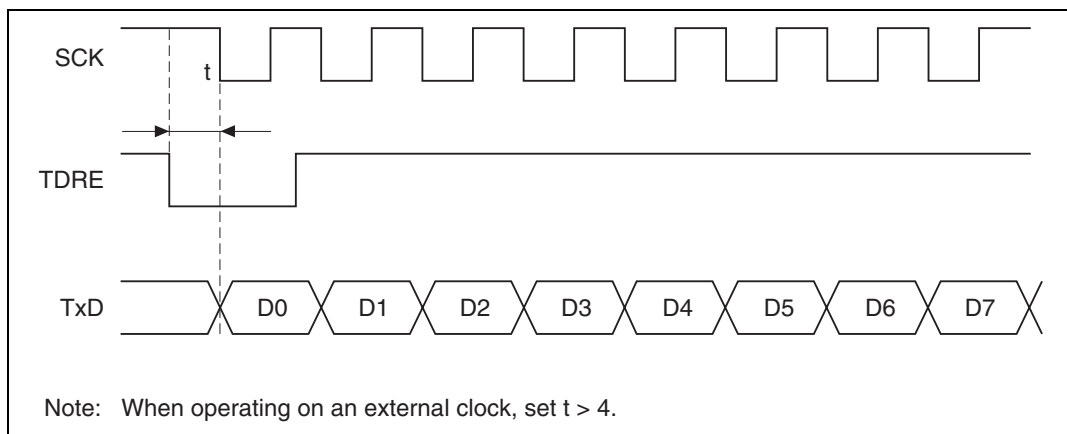 SCK
t
TDRE
TxD D0 D1 D2 D3 D4 D5 D6 D7
Note: When operating on an external clock, set t > 4.